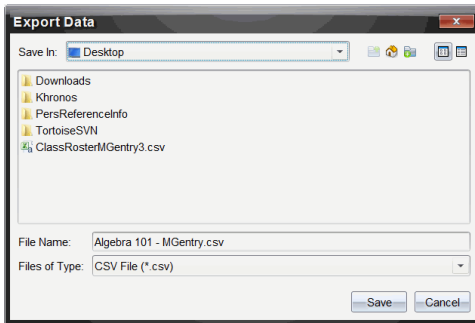 Export Data
Save In: Desktop
Downloads
Khronos
PersReferenceInfo
TortoiseSVN
ClassRosterMGentry3.csv
File Name: Algebra 101 - MGentry.csv
Files of Type: CSV File (*.csv)
Save Cancel